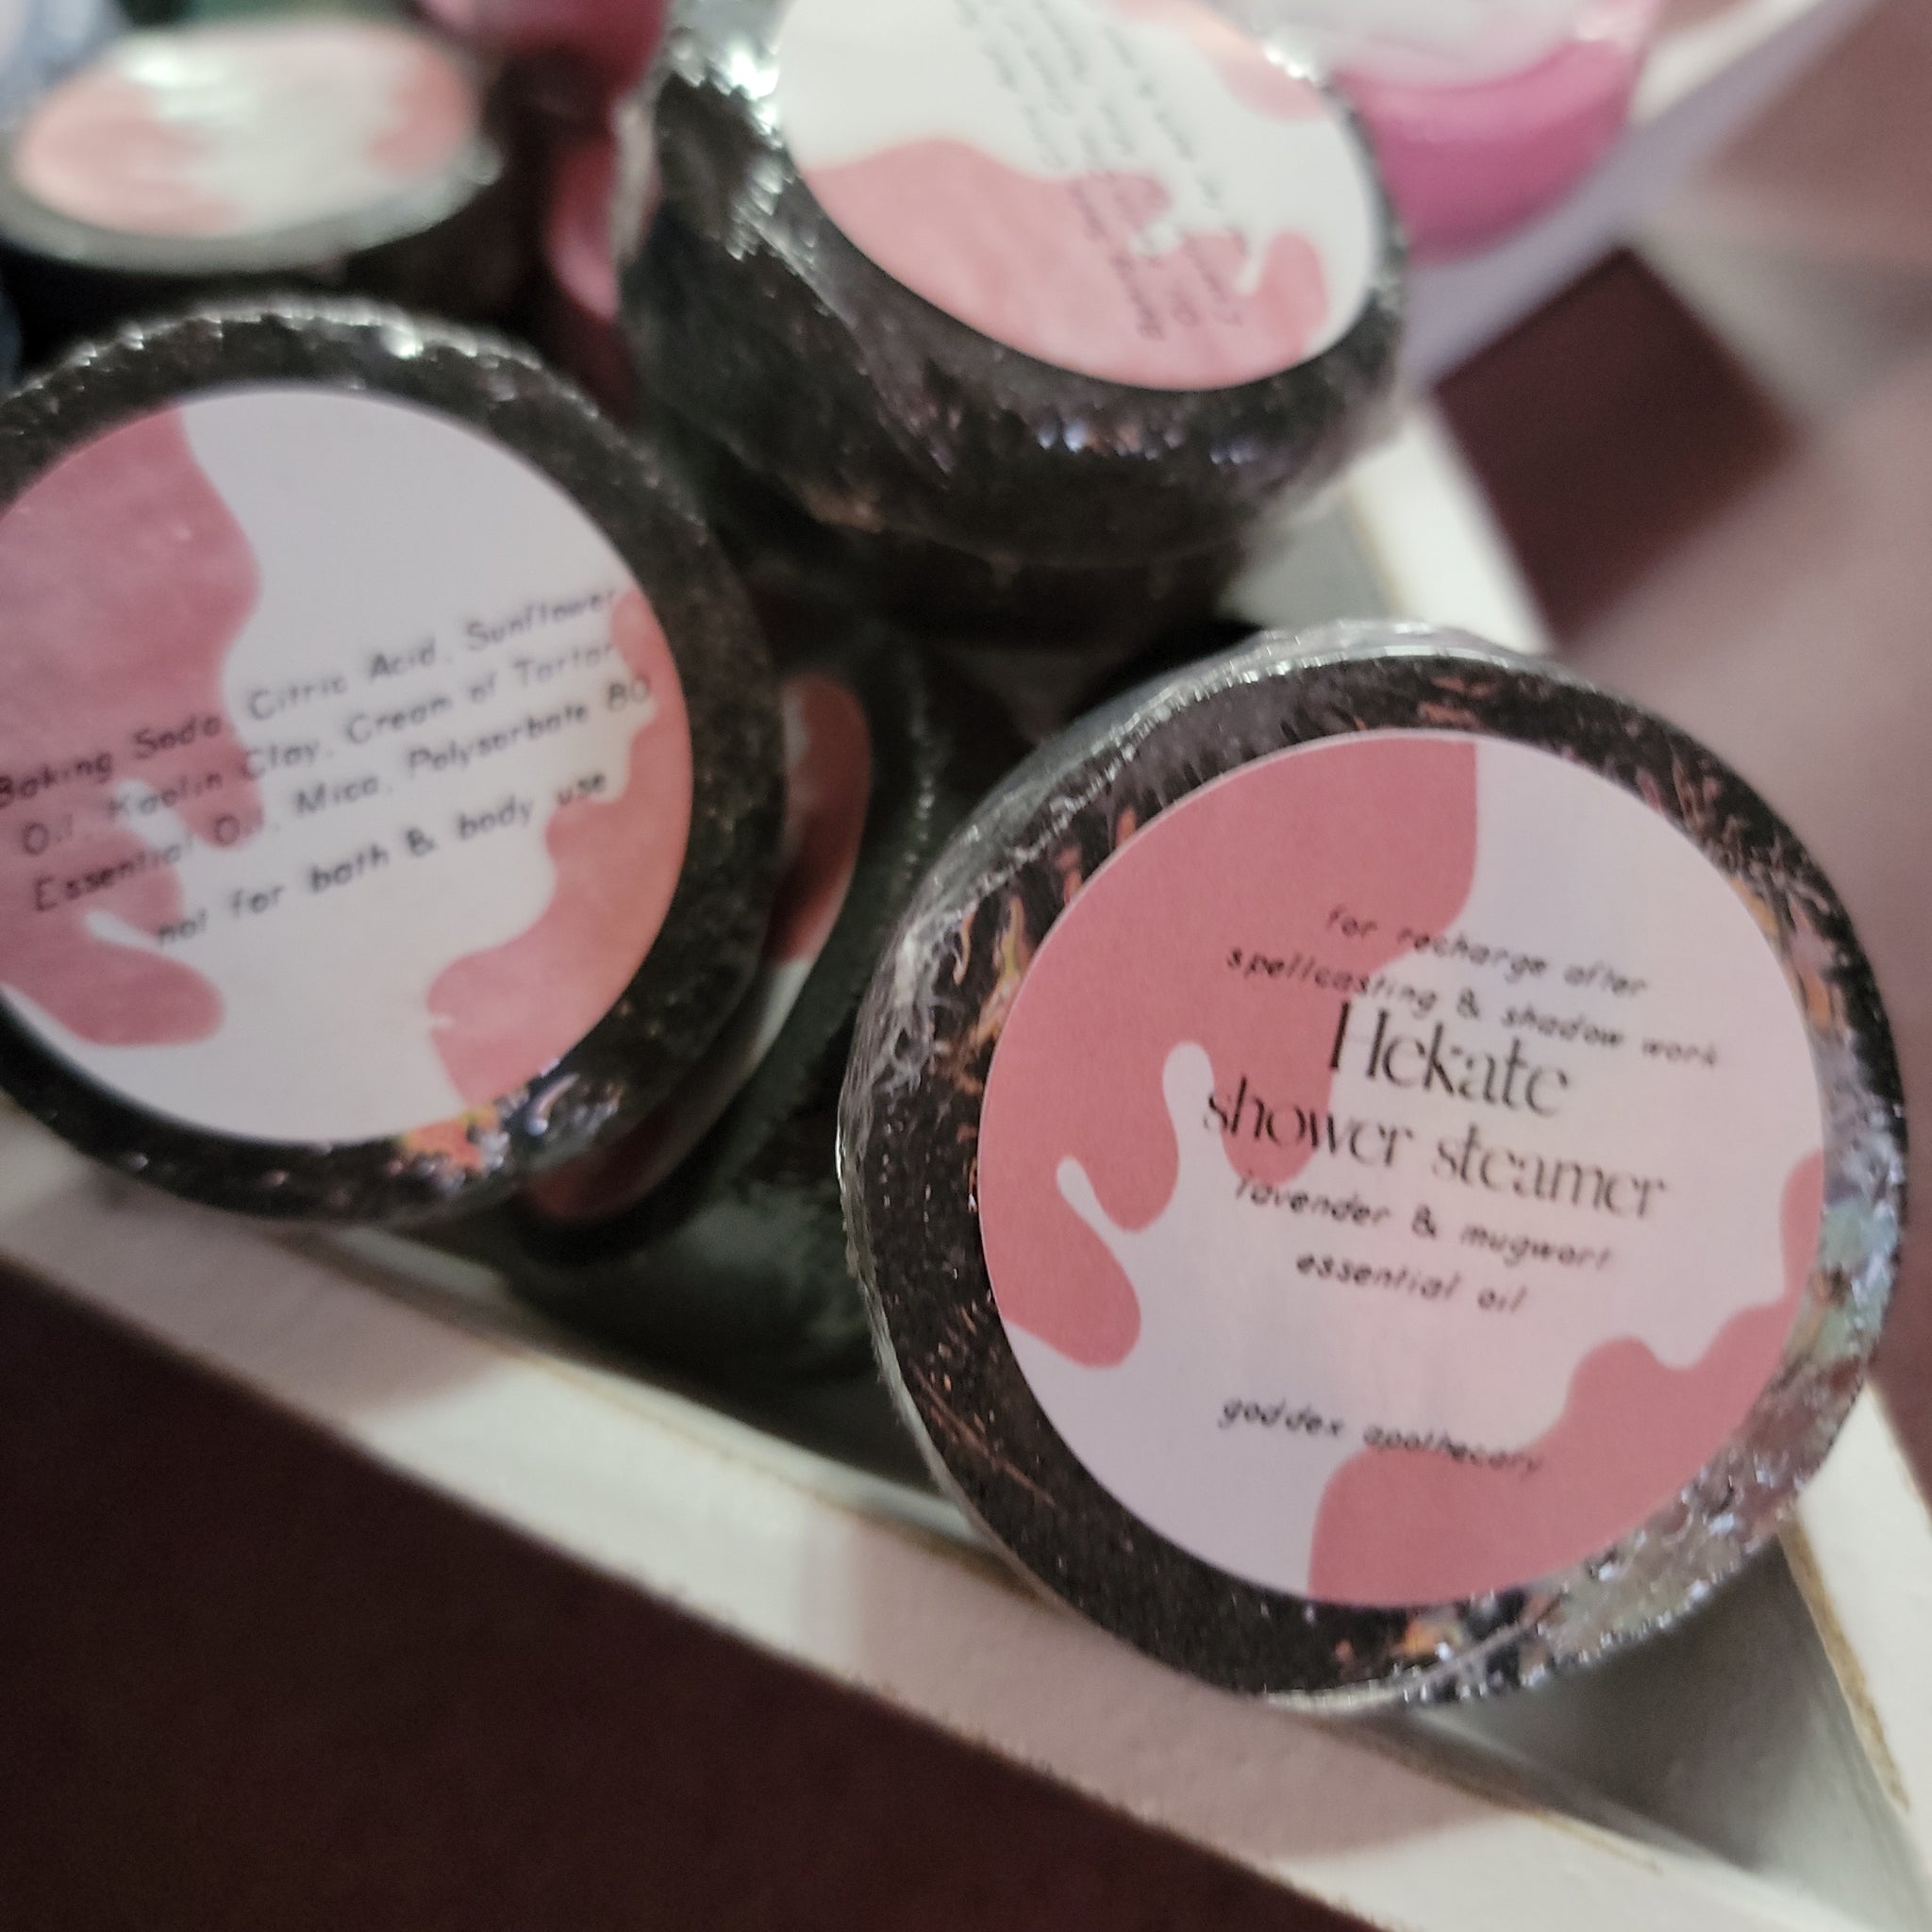 Baking Soda, Citric Acid, Sunflower
Oil, Kaolin Clay, Cream of Tartar,
Essential Oil, Mica, Polysorbate 80
not for bath & body use
for recharge after
spellcasting & shadow work
Hekate
shower steamer
lavender & mugwort
essential oil
goddex apothecary